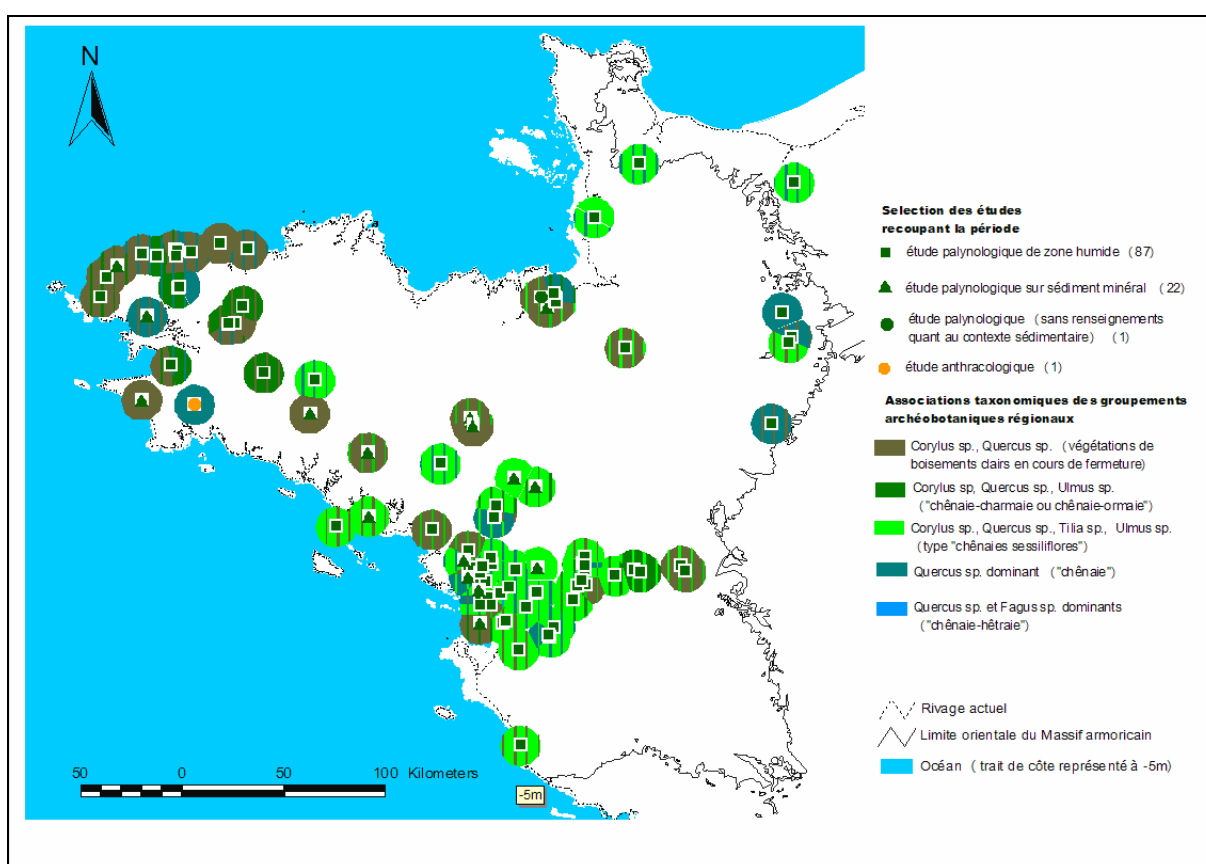 N
Selection des études
recoupant la période
étude palynologique de zone humide (87)
étude palynologique sur sédiment minéral (22)
étude palynologique (sans renseignements
quant au contexte sédimentaire) (1)
étude anthracologique (1)
Associations taxonomiques des groupements
archéobotaniques régionaux
Corylus sp., Quercus sp. (végétations de
boisements clairs en cours de fermeture)
Corylus sp, Quercus sp., Ulmus sp.
("chênaie-charmaie ou chênaie-ormaie")
Corylus sp., Quercus sp., Tilia sp., Ulmus sp.
(type "chênaies sessiliflores")
Quercus sp. dominant ("chênaie")
Quercus sp. et Fagus sp. dominants
("chênaie-hêtraie")
Rivage actuel
Limite orientale du Massif armoricain
Océan (trait de côte représenté à -5m)
50 0 50 100 Kilometers
-5m